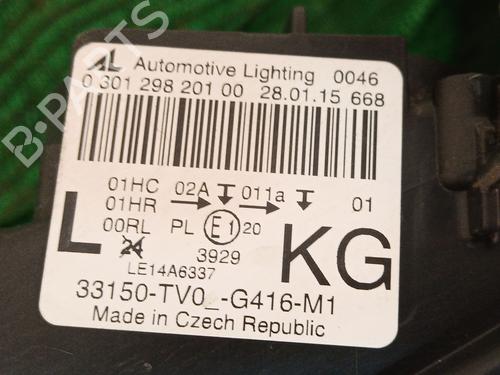 AL Automotive Lighting 0046
0 301 298 201 00 28.01.15 668
01HC 02A 011a 01
01HR
00RL PL E1 20
L 24 3929 KG
LE14A6337
33150-TV0_-G416-M1
Made in Czech Republic
B-PARTS